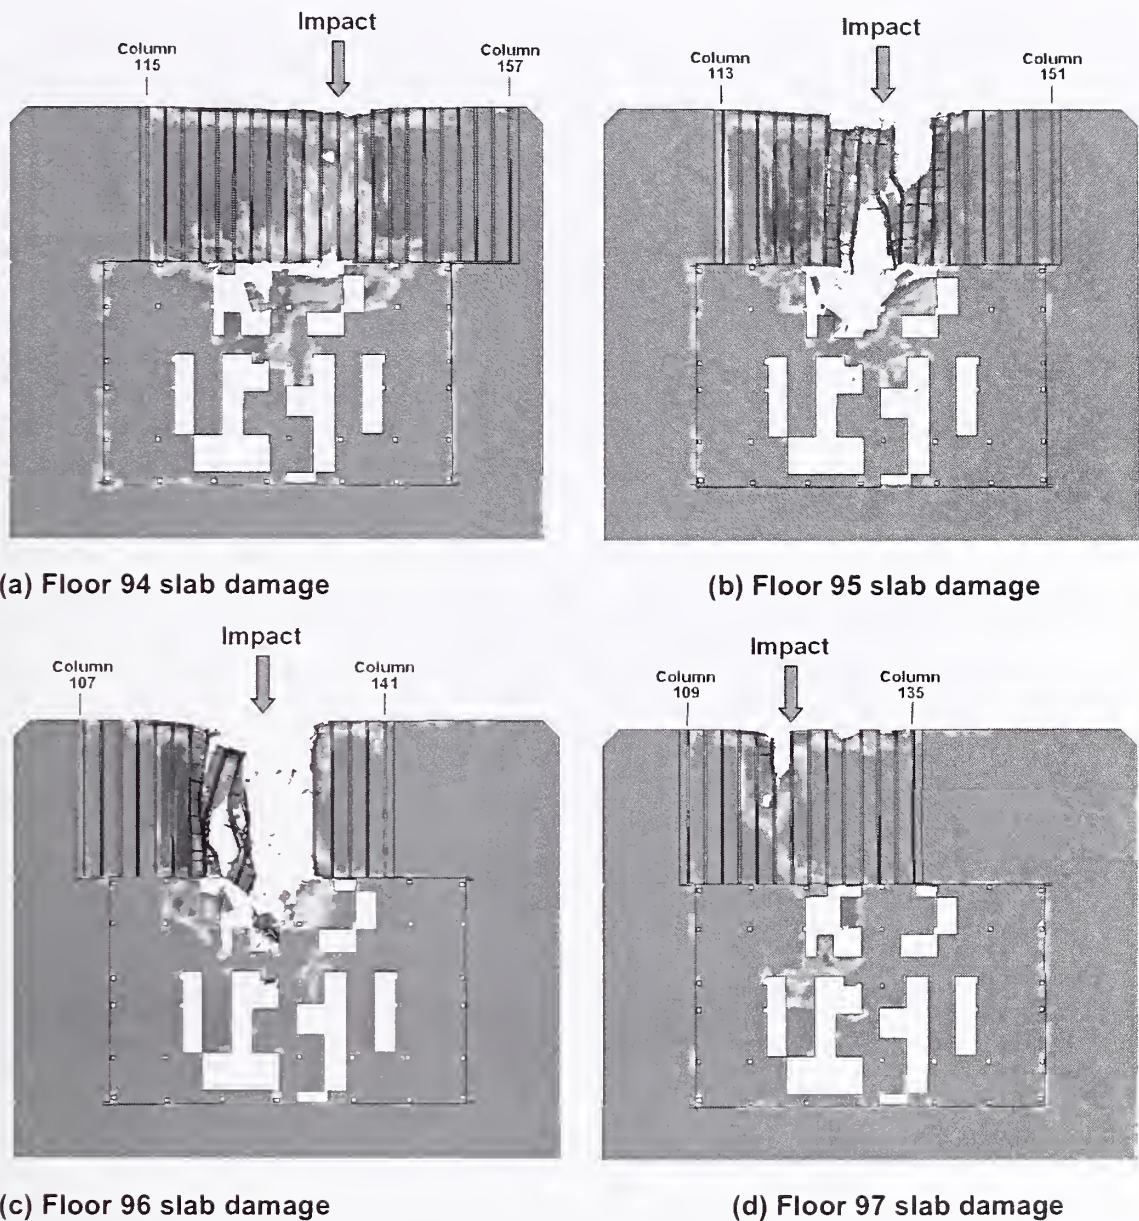 Impact
Column
115
Column
157
Impact
Column
113
Column
151
(a) Floor 94 slab damage
(b) Floor 95 slab damage
Impact
Column
107
Column
141
Impact
Column
109
Column
135
(c) Floor 96 slab damage
(d) Floor 97 slab damage